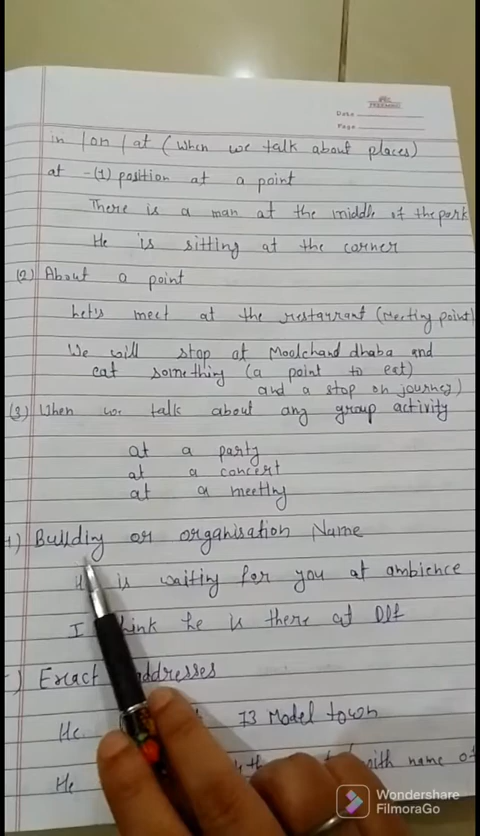 Date
Page
in / on / at (When we talk about places)
at - (1) position at a point
There is a man at the middle of the park
He is sitting at the corner
(2) About a point
Let's meet at the restaurant (Meeting point)
We will stop at Moolchand dhaba and
eat something (a point to eat)
and a stop on journey)
(3) When we talk about any group activity
at a party
at a concert
at a meeting
Building or organisation Name
is waiting for you at ambience
I he is there at Dlf
Exact addresses
He 73 Model town
with name of
He
Wondershare
FilmoraGo